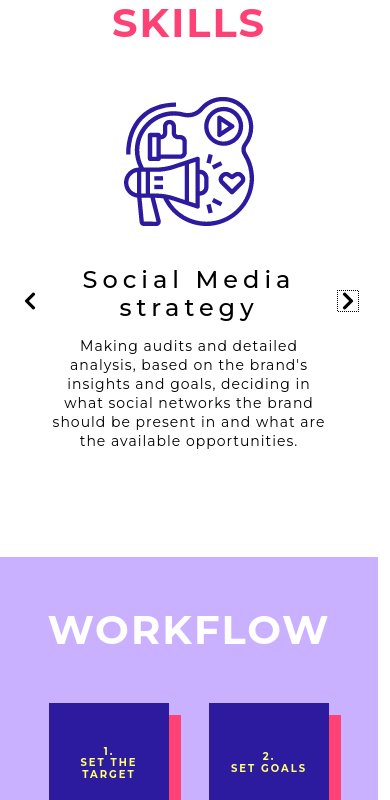 SKILLS
Social Media
strategy
Making audits and detailed
analysis, based on the brand's
insights and goals, deciding in
what social networks the brand
should be present in and what are
the available opportunities.
WORKFLOW
1.
SET THE
TARGET
2.
SET GOALS